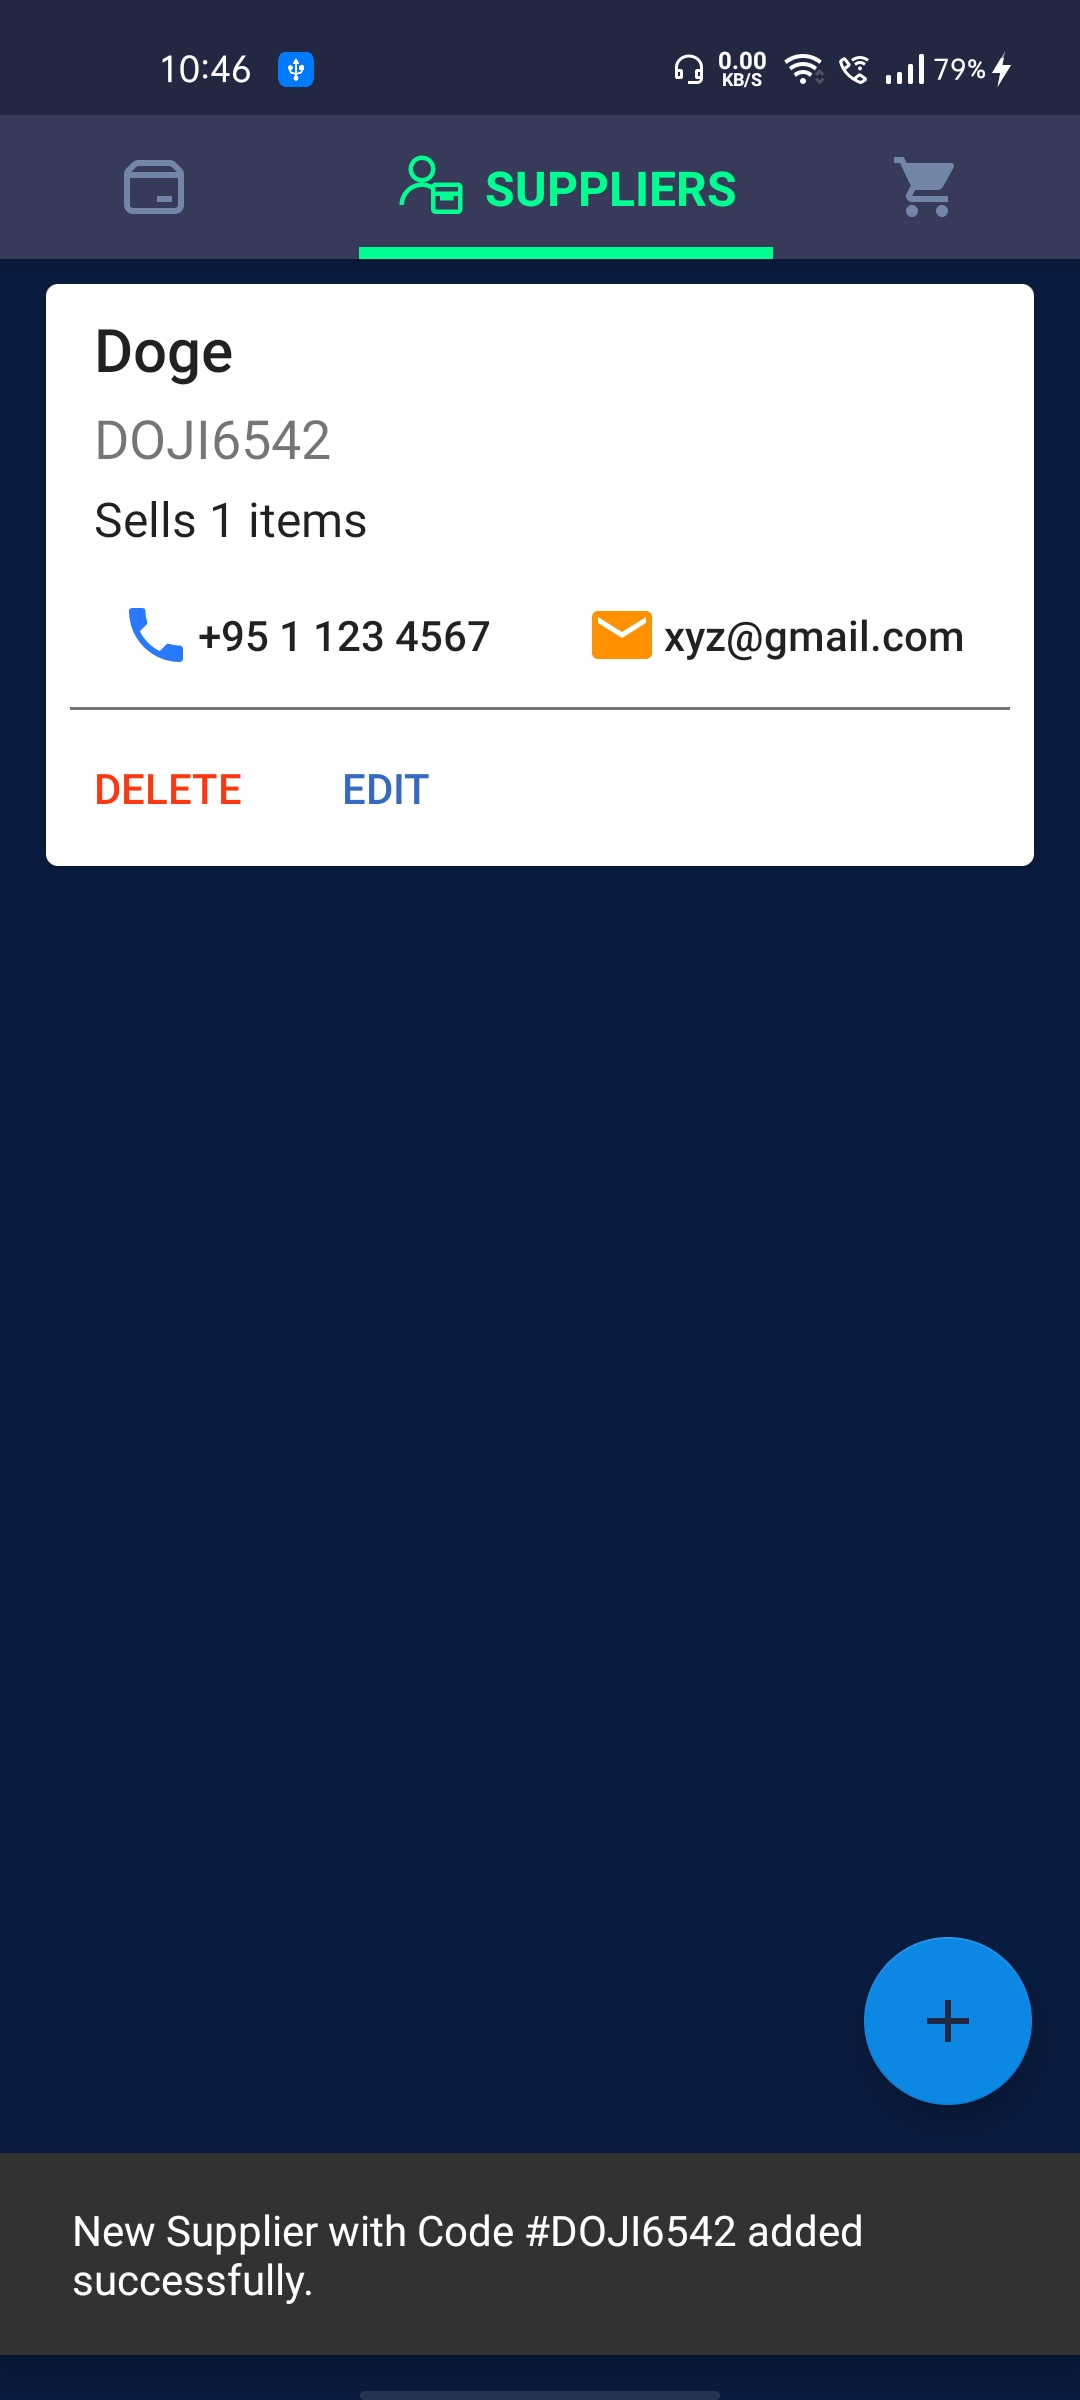 10:46 0.00 KB/S 79%
SUPPLIERS
Doge
DOJI6542
Sells 1 items
+95 1 123 4567 xyz@gmail.com
DELETE EDIT
New Supplier with Code #DOJI6542 added
successfully.